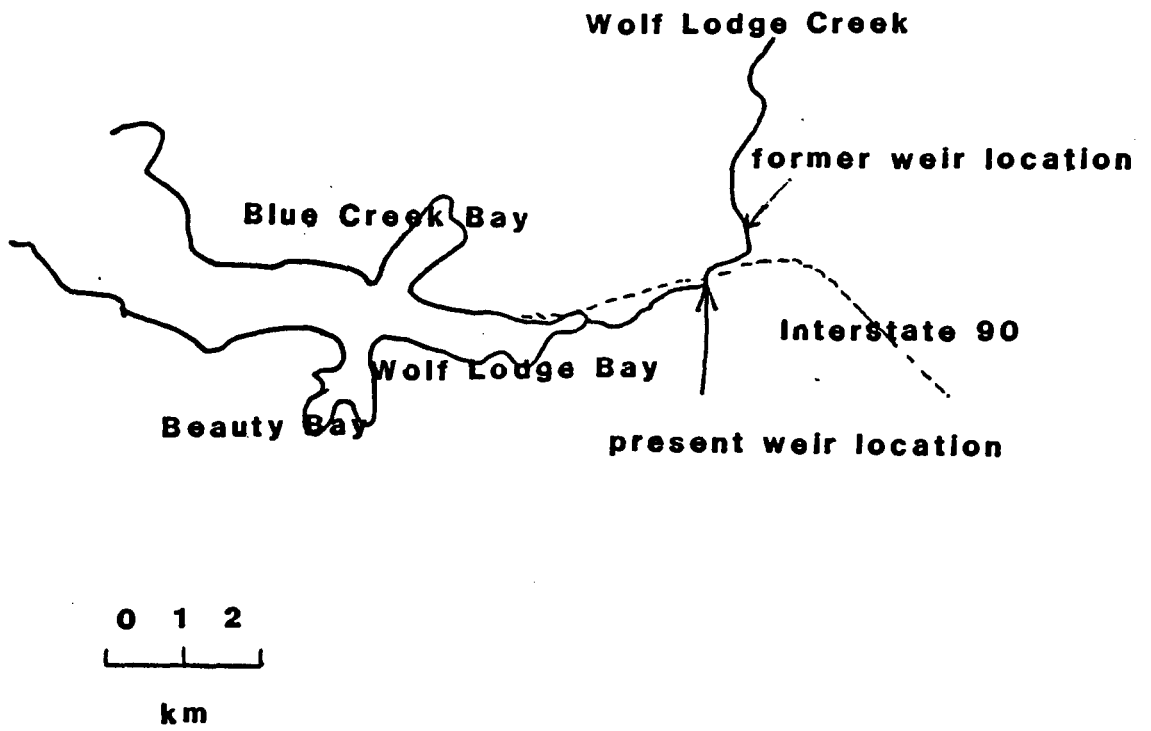 Wolf Lodge Creek
former weir location
Blue Creek Bay
Interstate 90
Wolf Lodge Bay
Beauty Bay
present weir location
0 1 2
km